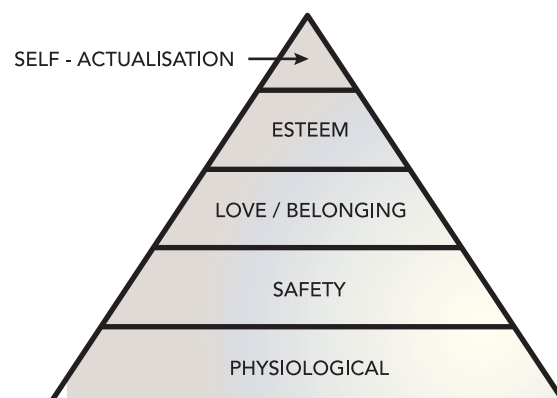 SELF - ACTUALISATION
ESTEEM
LOVE / BELONGING
SAFETY
PHYSIOLOGICAL